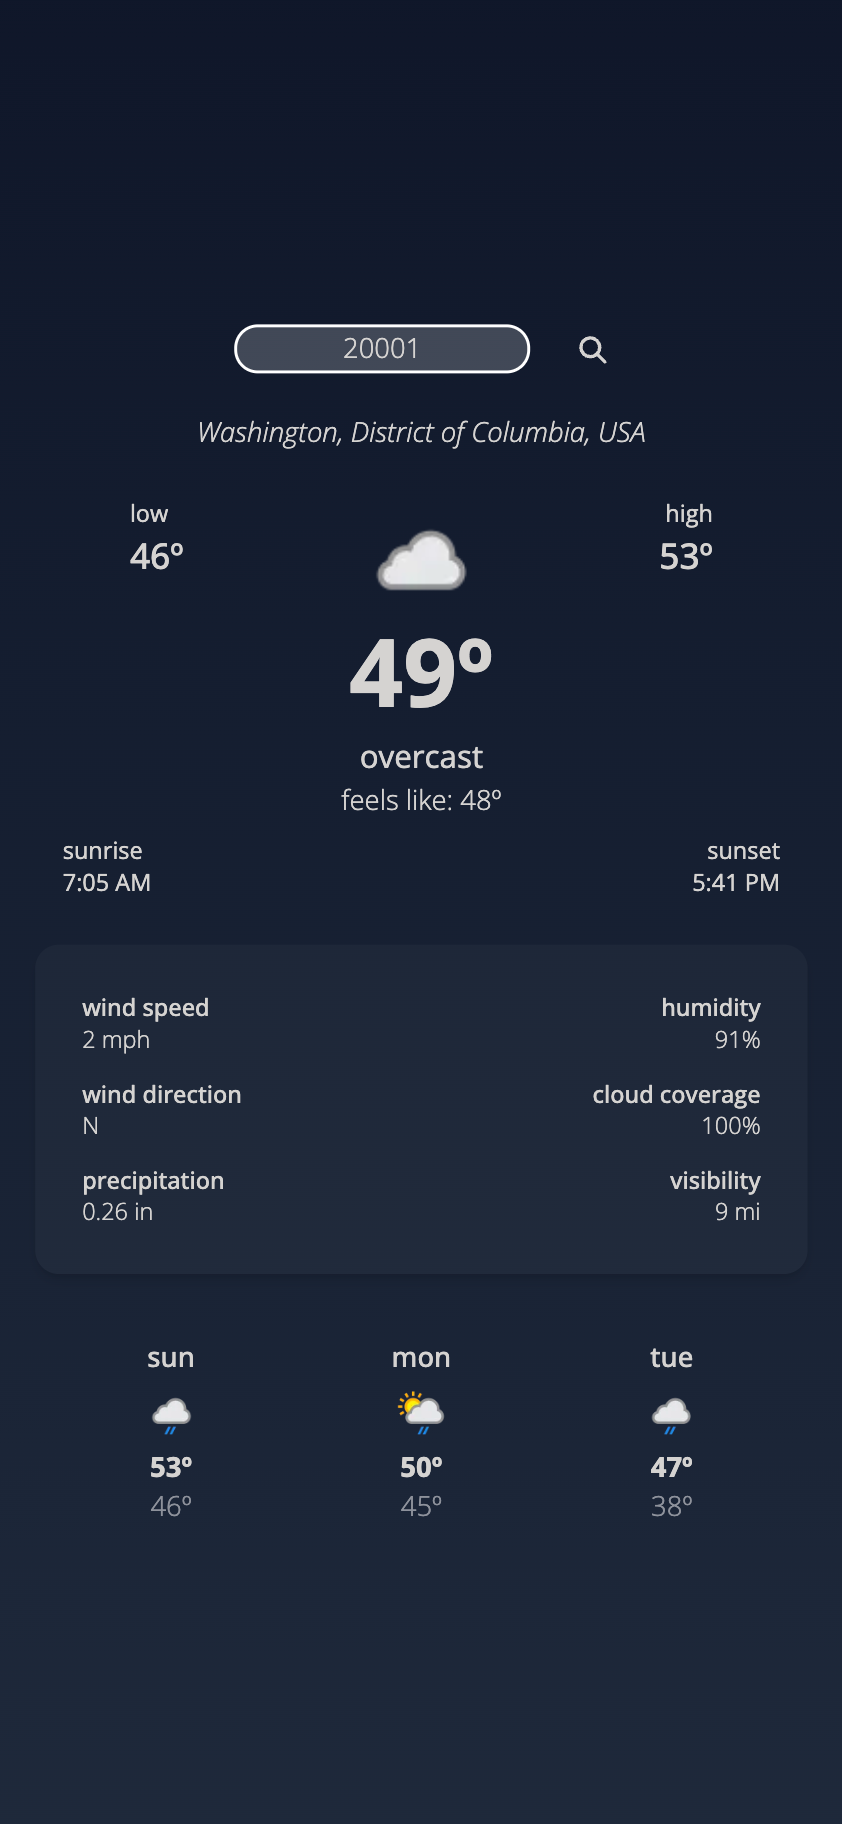 20001
Washington, District of Columbia, USA
low
46º
high
53º
49º
overcast
feels like: 48º
sunrise
7:05 AM
sunset
5:41 PM
wind speed
2 mph
humidity
91%
wind direction
N
cloud coverage
100%
precipitation
0.26 in
visibility
9 mi
sun
53º
46º
mon
50º
45º
tue
47º
38º